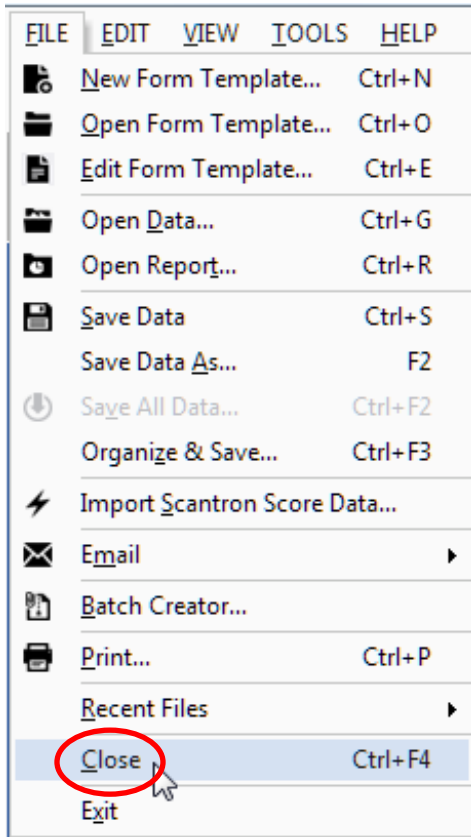 FILE EDIT VIEW TOOLS HELP
New Form Template... Ctrl+N
Open Form Template... Ctrl+O
Edit Form Template... Ctrl+E
Open Data... Ctrl+G
Open Report... Ctrl+R
Save Data Ctrl+S
Save Data As... F2
Save All Data... Ctrl+F2
Organize & Save... Ctrl+F3
Import Scantron Score Data...
Email
Batch Creator...
Print... Ctrl+P
Recent Files
Close Ctrl+F4
Exit